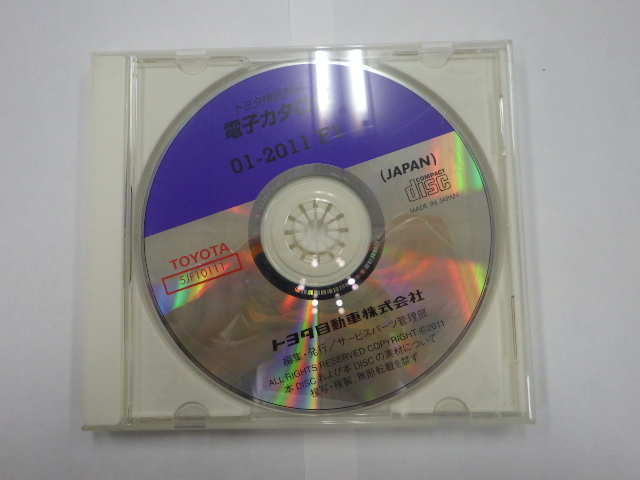 トヨタ
電子カタ
01-2011
(JAPAN)
COMPACT
disc
MADE IN JAPAN
TOYOTA
5JF10111
トヨタ自動車株式会社
編集・発行/サービスパーツ管理部
ALL RIGHTS RESERVED COPYRIGHT ©2011
本DISCおよび本DISCの素材について
複写・複製、無断転載を禁ず